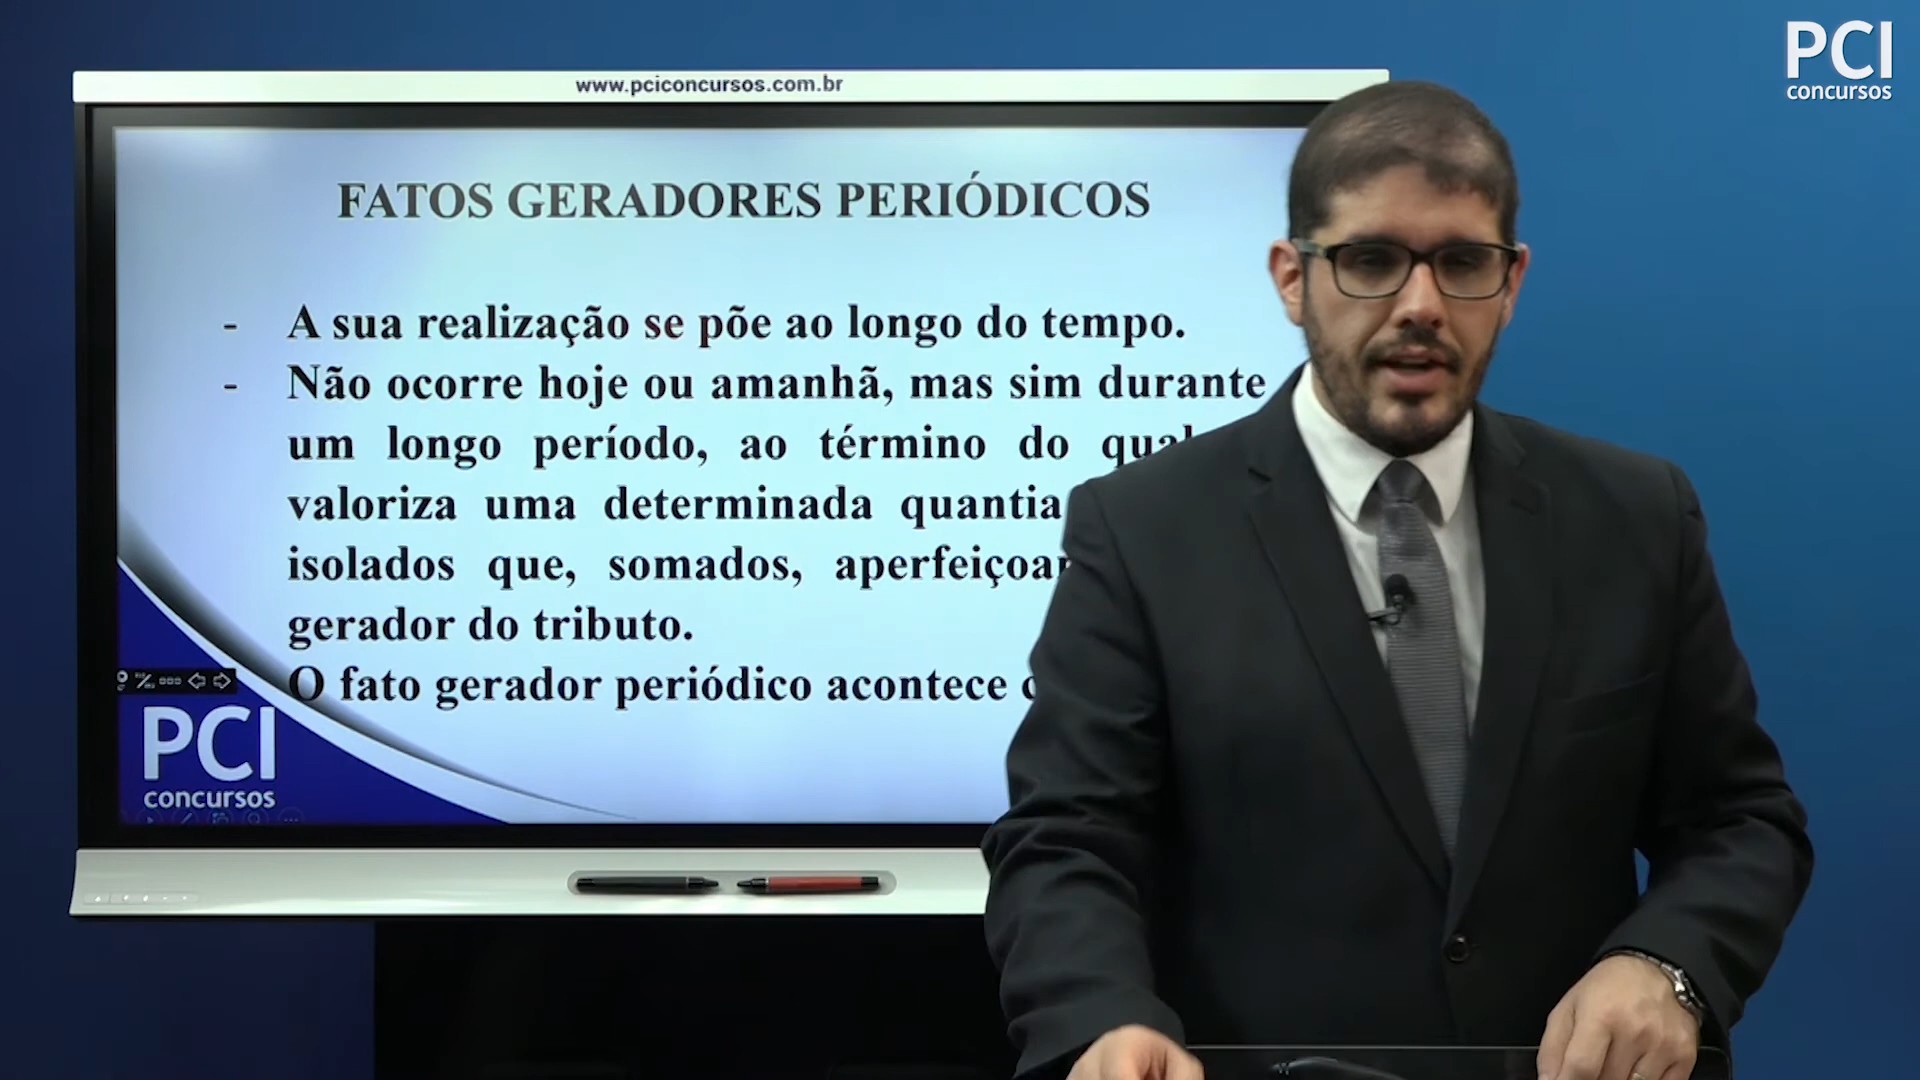 PCI
concursos
www.pciconcursos.com.br
FATOS GERADORES PERIÓDICOS
- A sua realização se põe ao longo do tempo.
- Não ocorre hoje ou amanhã, mas sim durante
um longo período, ao término do
valoriza uma determinada quantia
isolados que, somados,
gerador do tributo.
O fato gerador periódico acontece
PCI
concursos